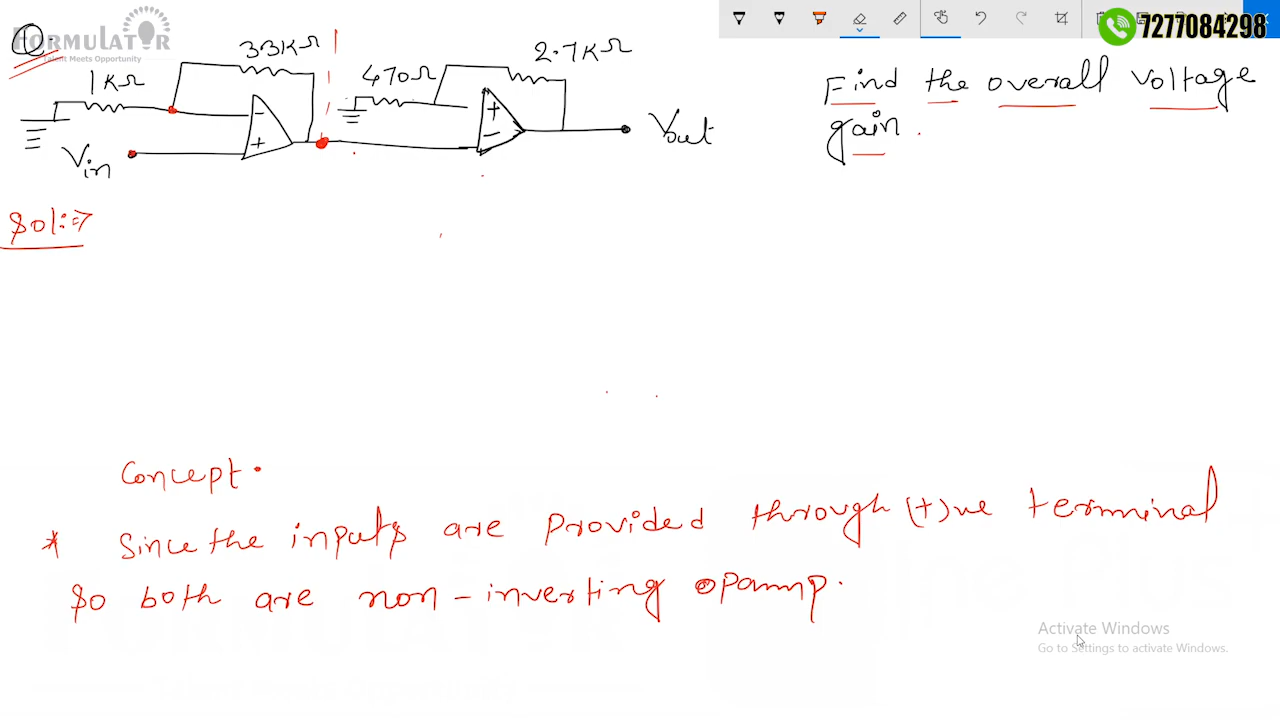 ①.
FORMULATOR
Talent Meets Opportunity
7277084298
1KΩ
33KΩ
470Ω
2.7KΩ
-
+
+
-
Vin
Vout
Find the overall voltage
gain.
Sol:⇒
Concept.
* Since the inputs are provided through (+)ve terminal
So both are non-inverting opamp.
Activate Windows
Go to Settings to activate Windows.